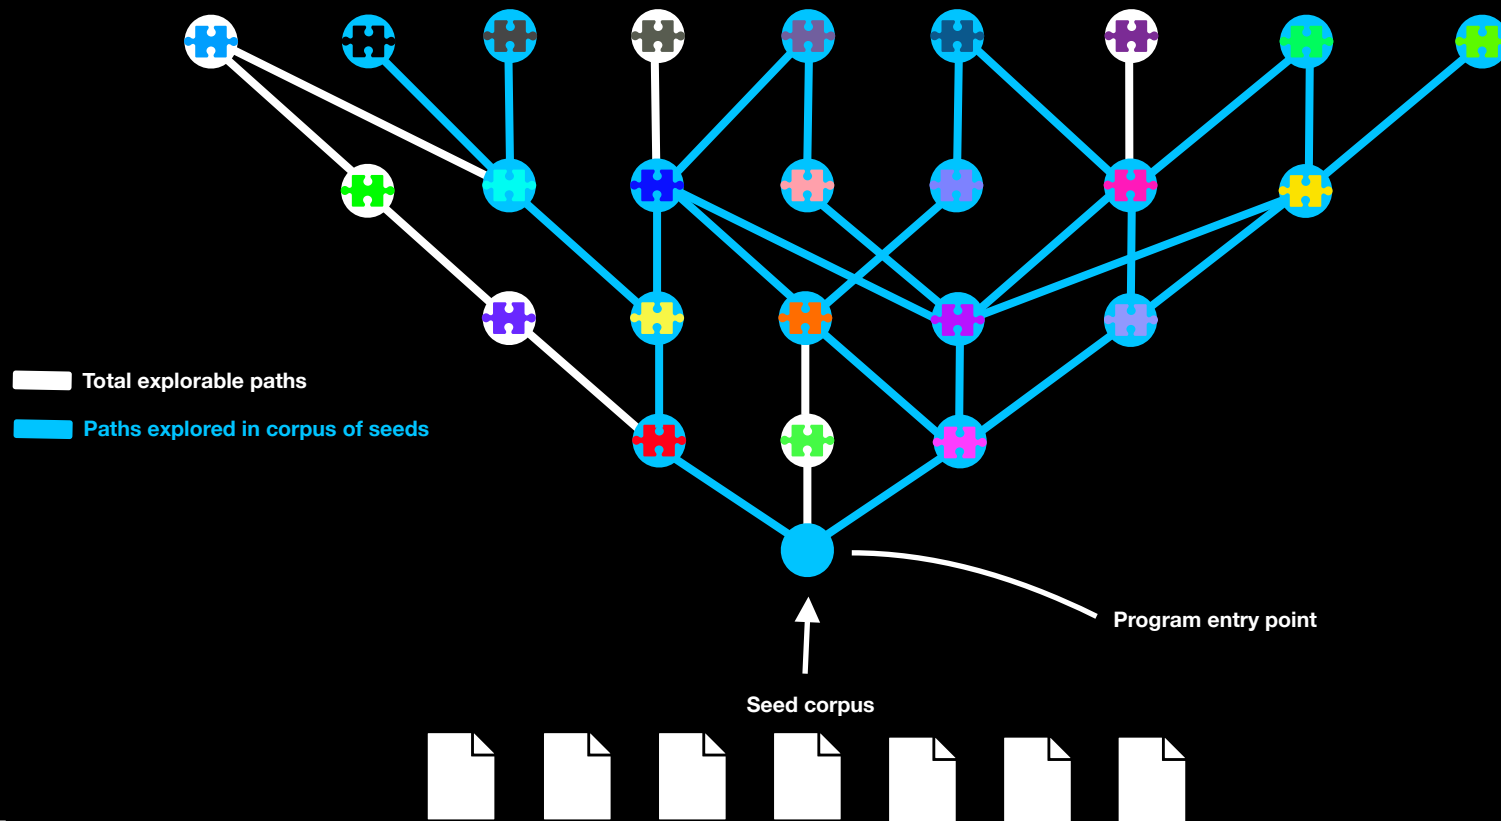 Total explorable paths
Paths explored in corpus of seeds
Program entry point
Seed corpus